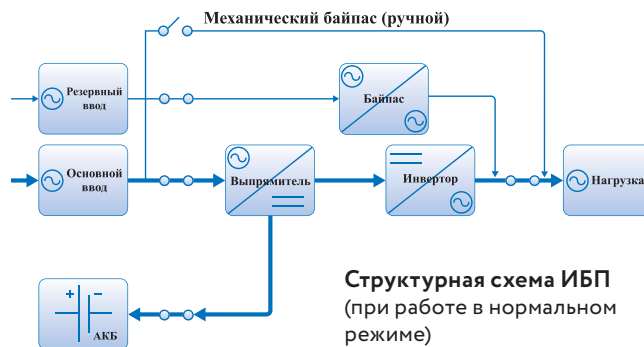 Механический байпас (ручной)
Резервный
ввод
Байпас
Основной
ввод
Выпрямитель
Инвертор
Нагрузка
+ −
АКБ
Структурная схема ИБП
(при работе в нормальном
режиме)